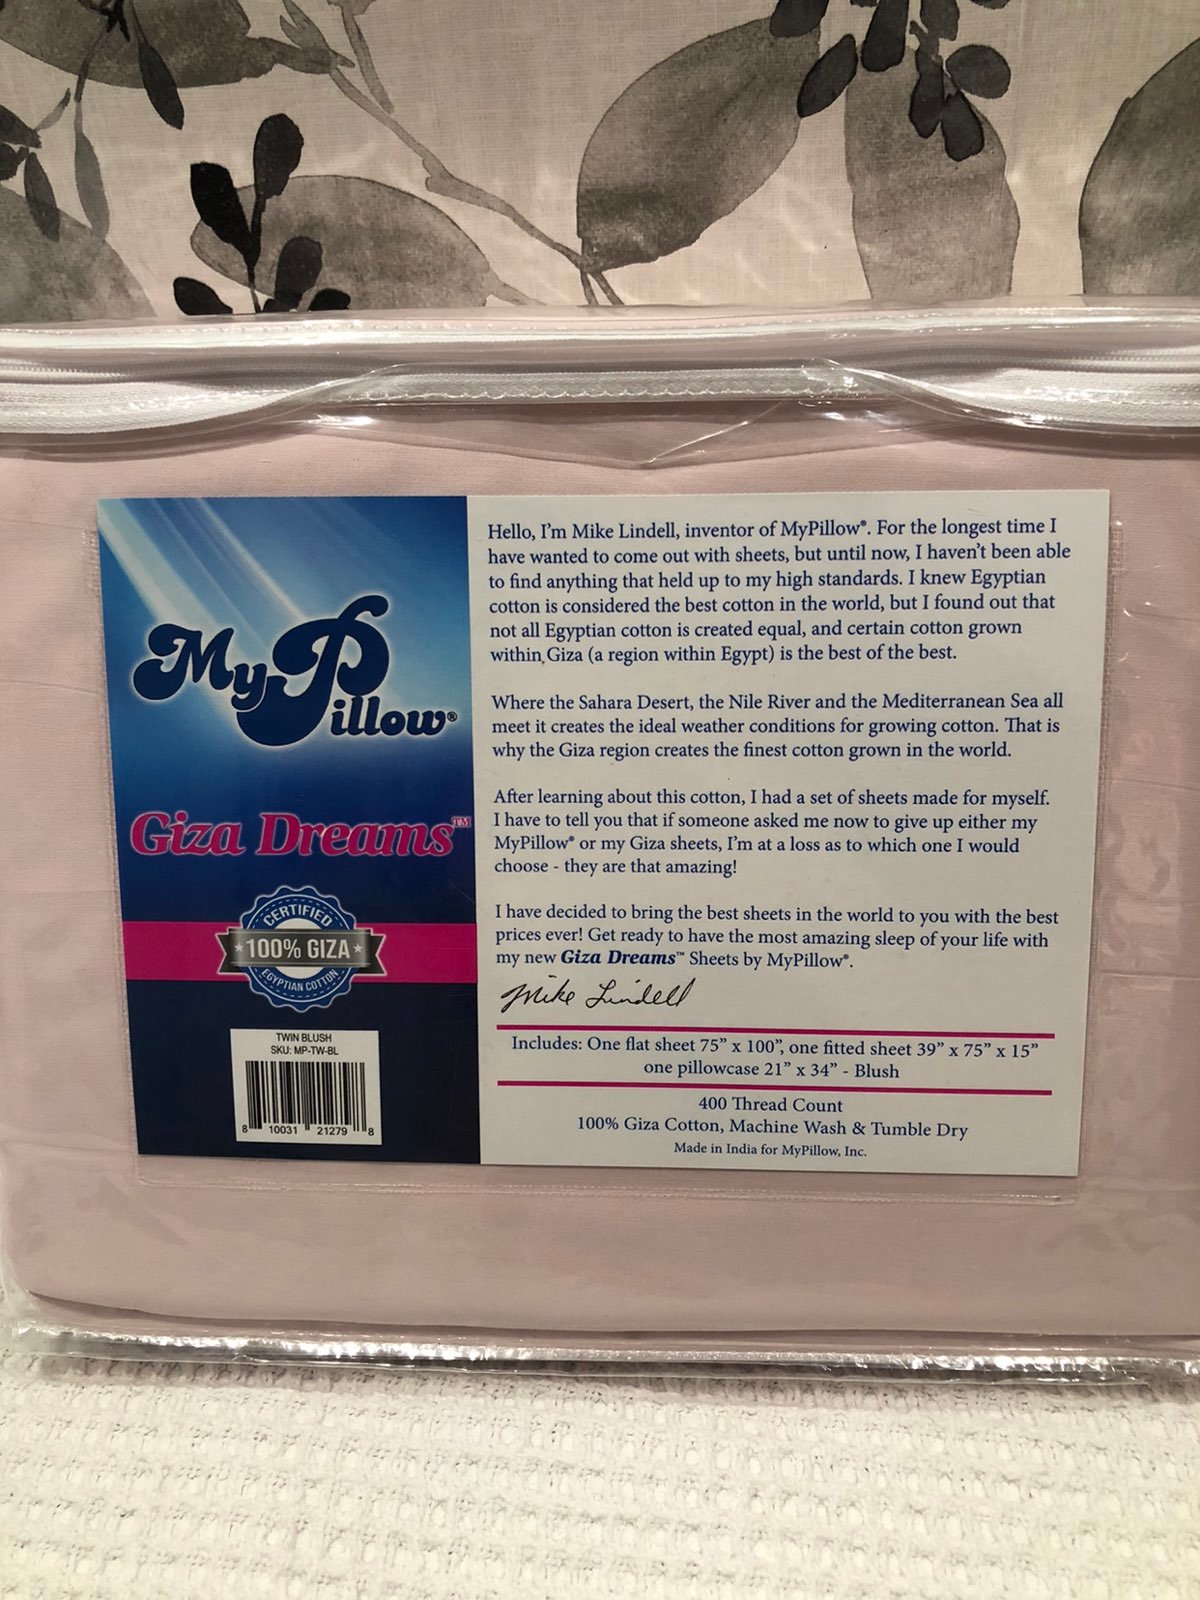 MyPillow®
Giza Dreams™
CERTIFIED
100% GIZA
EGYPTIAN COTTON
TWIN BLUSH
SKU: MP-TW-BL
8 10031 21279 8
Hello, I'm Mike Lindell, inventor of MyPillow®. For the longest time I
have wanted to come out with sheets, but until now, I haven't been able
to find anything that held up to my high standards. I knew Egyptian
cotton is considered the best cotton in the world, but I found out that
not all Egyptian cotton is created equal, and certain cotton grown
within Giza (a region within Egypt) is the best of the best.
Where the Sahara Desert, the Nile River and the Mediterranean Sea all
meet it creates the ideal weather conditions for growing cotton. That is
why the Giza region creates the finest cotton grown in the world.
After learning about this cotton, I had a set of sheets made for myself.
I have to tell you that if someone asked me now to give up either my
MyPillow® or my Giza sheets, I'm at a loss as to which one I would
choose - they are that amazing!
I have decided to bring the best sheets in the world to you with the best
prices ever! Get ready to have the most amazing sleep of your life with
my new Giza Dreams™ Sheets by MyPillow®.
Mike Lindell
Includes: One flat sheet 75” x 100”, one fitted sheet 39” x 75” x 15”
one pillowcase 21” x 34” - Blush
400 Thread Count
100% Giza Cotton, Machine Wash & Tumble Dry
Made in India for MyPillow, Inc.